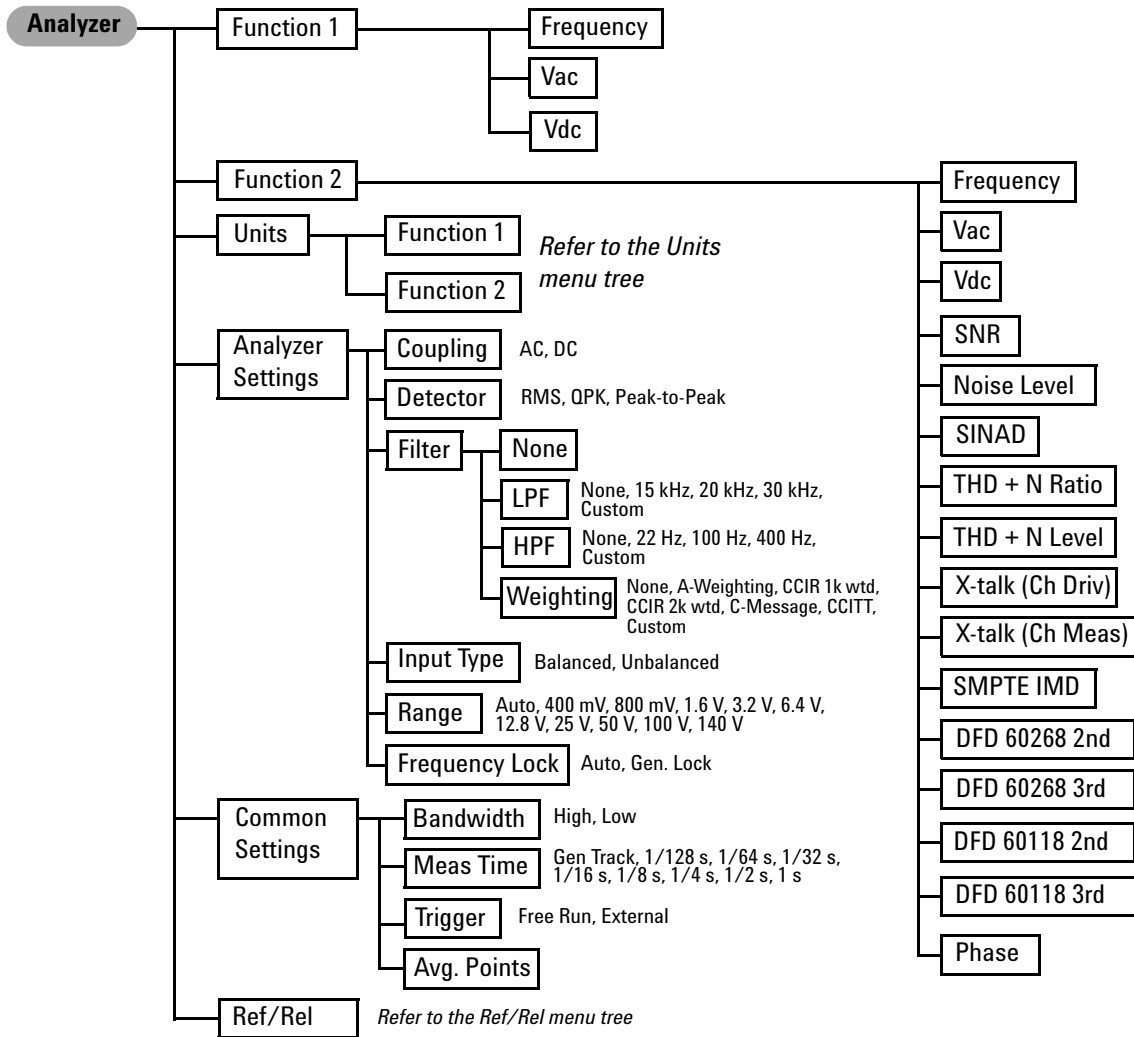 Analyzer
Function 1
Frequency
Vac
Vdc
Function 2
Frequency
Vac
Vdc
SNR
Noise Level
SINAD
THD + N Ratio
THD + N Level
X-talk (Ch Driv)
X-talk (Ch Meas)
SMPTE IMD
DFD 60268 2nd
DFD 60268 3rd
DFD 60118 2nd
DFD 60118 3rd
Phase
Units
Function 1
Function 2
Refer to the Units
menu tree
Analyzer
Settings
Coupling
AC, DC
Detector
RMS, QPK, Peak-to-Peak
Filter
None
LPF
None, 15 kHz, 20 kHz, 30 kHz,
Custom
HPF
None, 22 Hz, 100 Hz, 400 Hz,
Custom
Weighting
None, A-Weighting, CCIR 1k wtd,
CCIR 2k wtd, C-Message, CCITT,
Custom
Input Type
Balanced, Unbalanced
Range
Auto, 400 mV, 800 mV, 1.6 V, 3.2 V, 6.4 V,
12.8 V, 25 V, 50 V, 100 V, 140 V
Frequency Lock
Auto, Gen. Lock
Common
Settings
Bandwidth
High, Low
Meas Time
Gen Track, 1/128 s, 1/64 s, 1/32 s,
1/16 s, 1/8 s, 1/4 s, 1/2 s, 1 s
Trigger
Free Run, External
Avg. Points
Ref/Rel
Refer to the Ref/Rel menu tree